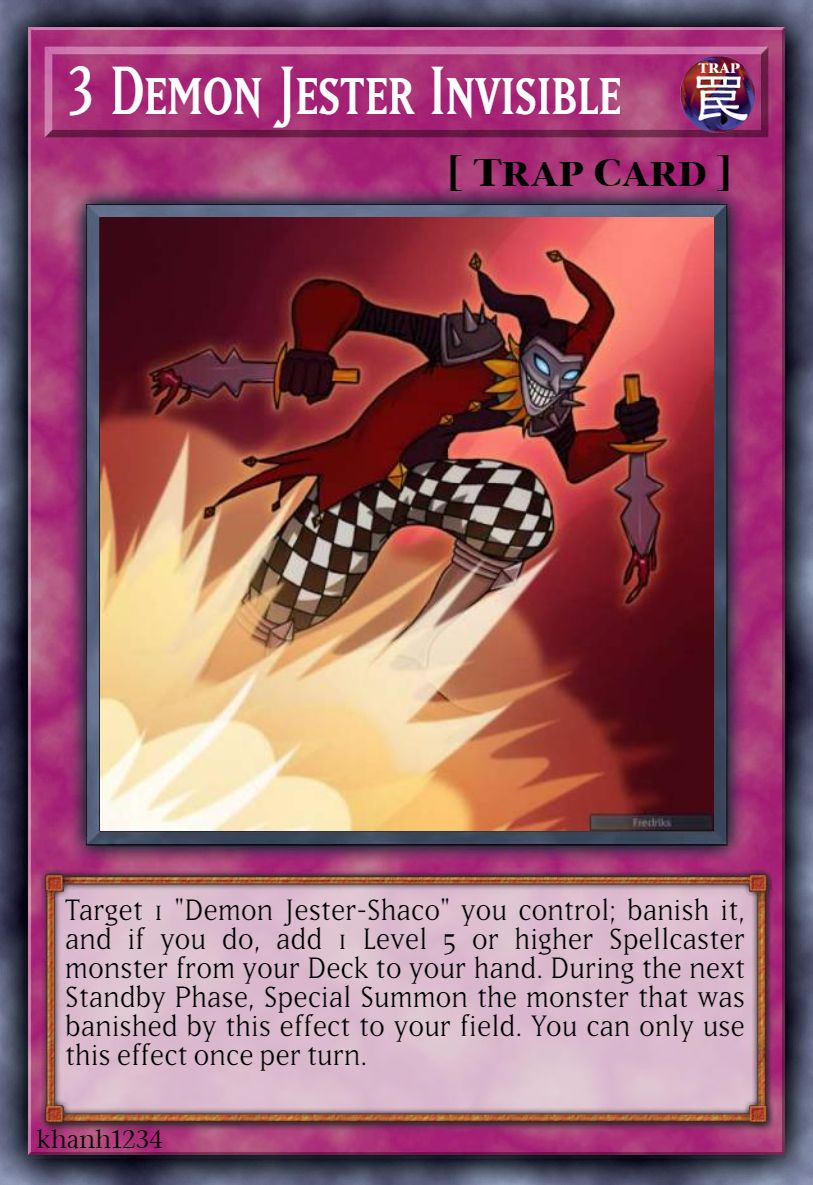 3 Demon Jester Invisible
TRAP
罠
[ Trap Card ]
Fredriks
Target 1 "Demon Jester-Shaco" you control; banish it,
and if you do, add 1 Level 5 or higher Spellcaster
monster from your Deck to your hand. During the next
Standby Phase, Special Summon the monster that was
banished by this effect to your field. You can only use
this effect once per turn.
khanh1234